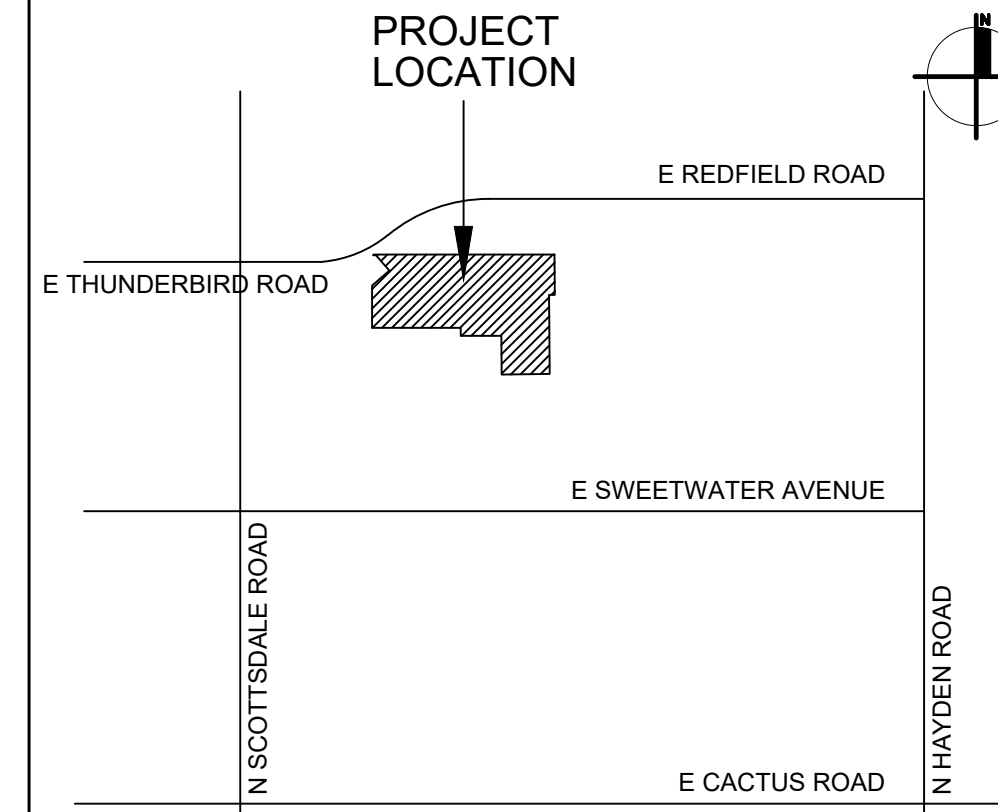 PROJECT
LOCATION
N
E REDFIELD ROAD
E THUNDERBIRD ROAD
E SWEETWATER AVENUE
N SCOTTSDALE ROAD
N HAYDEN ROAD
E CACTUS ROAD